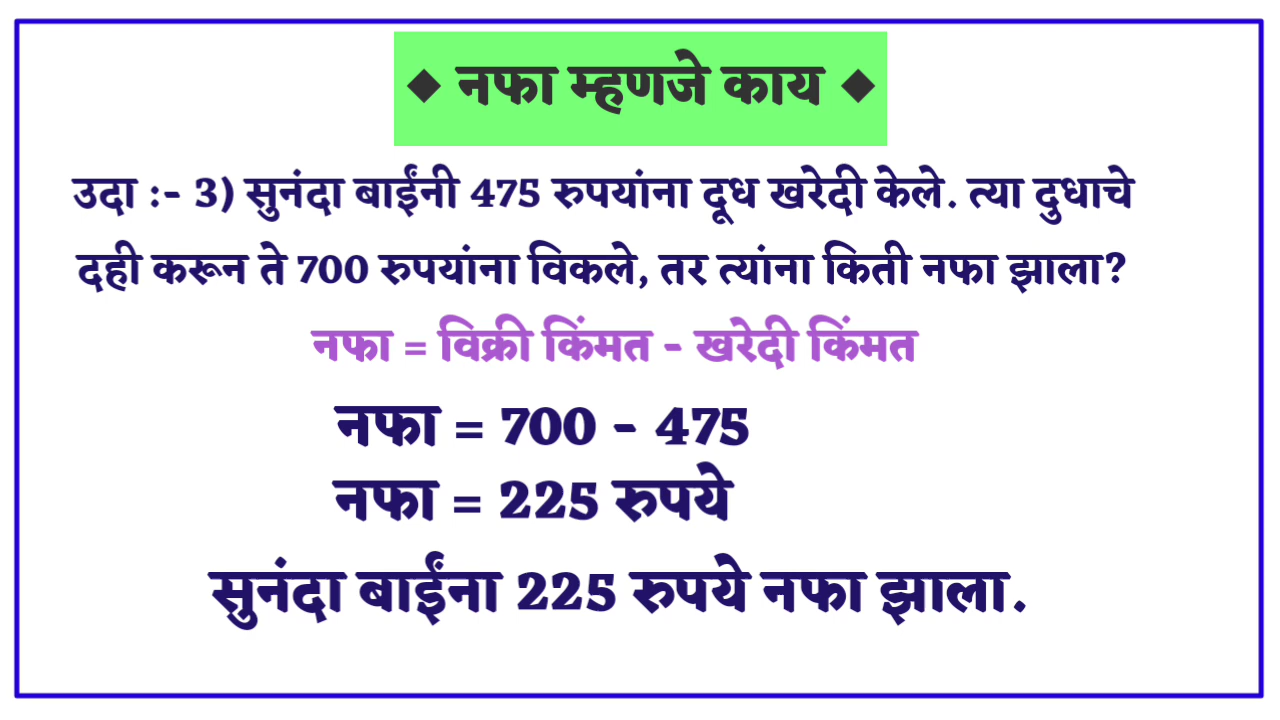 ◆ नफा म्हणजे काय ◆
उदा :- 3) सुनंदा बाईंनी 475 रुपयांना दूध खरेदी केले. त्या दुधाचे
दही करून ते 700 रुपयांना विकले, तर त्यांना किती नफा झाला?
नफा = विक्री किंमत - खरेदी किंमत
नफा = 700 - 475
नफा = 225 रुपये
सुनंदा बाईंना 225 रुपये नफा झाला.